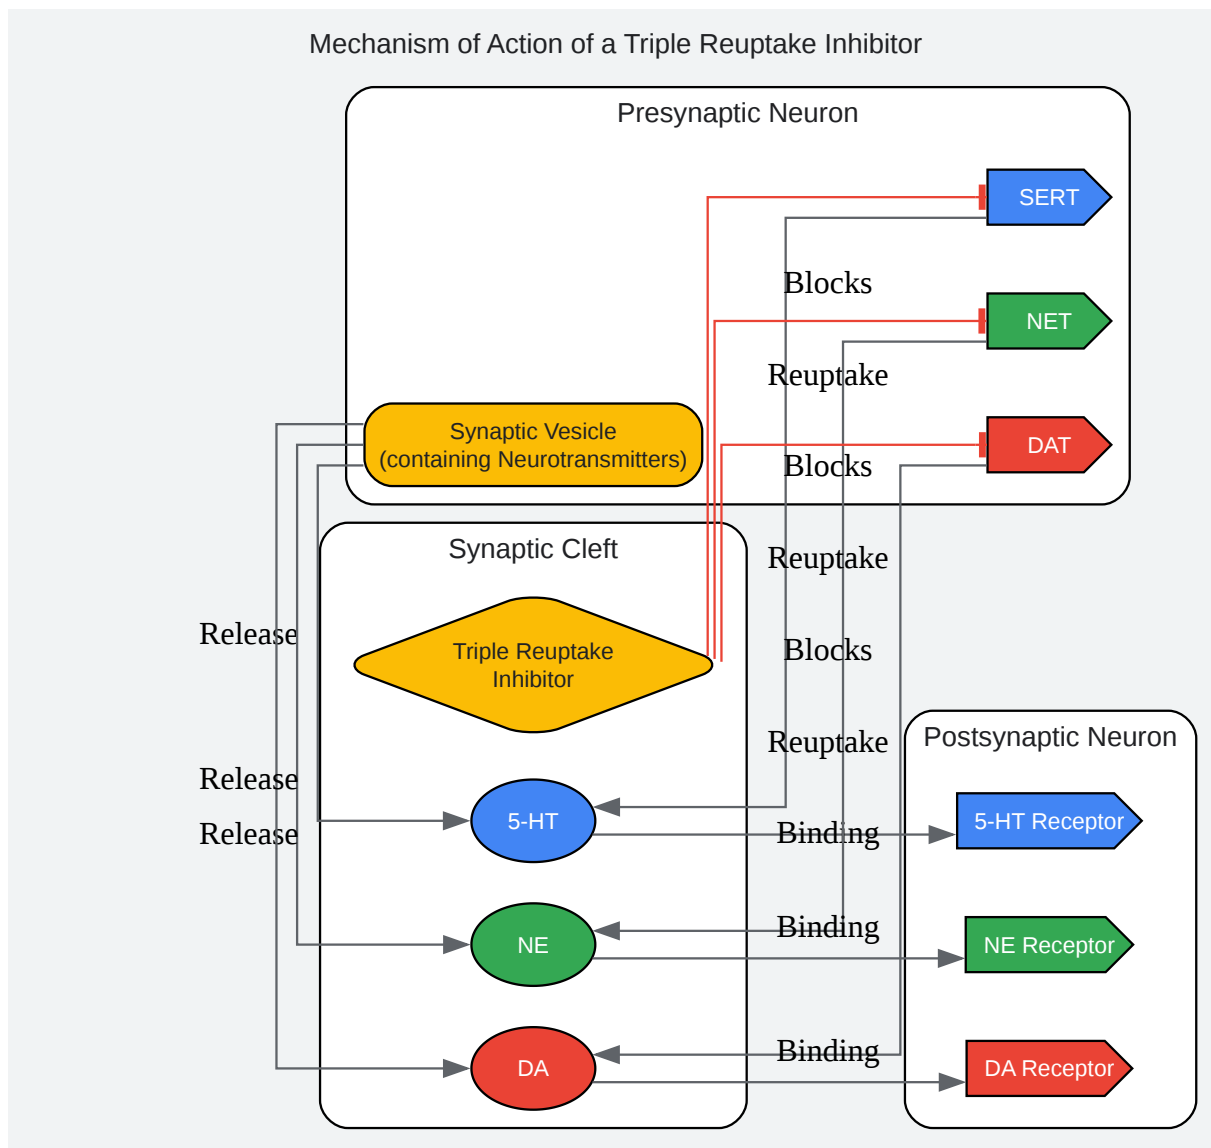 Mechanism of Action of a Triple Reuptake Inhibitor
Presynaptic Neuron
SERT
Blocks
NET
Reuptake
Synaptic Vesicle
(containing Neurotransmitters)
DAT
Blocks
Synaptic Cleft
Reuptake
Release
Triple Reuptake
Inhibitor
Blocks
Reuptake
Postsynaptic Neuron
Release
Release
5-HT
Binding
5-HT Receptor
Binding
NE
NE Receptor
Binding
DA
DA Receptor